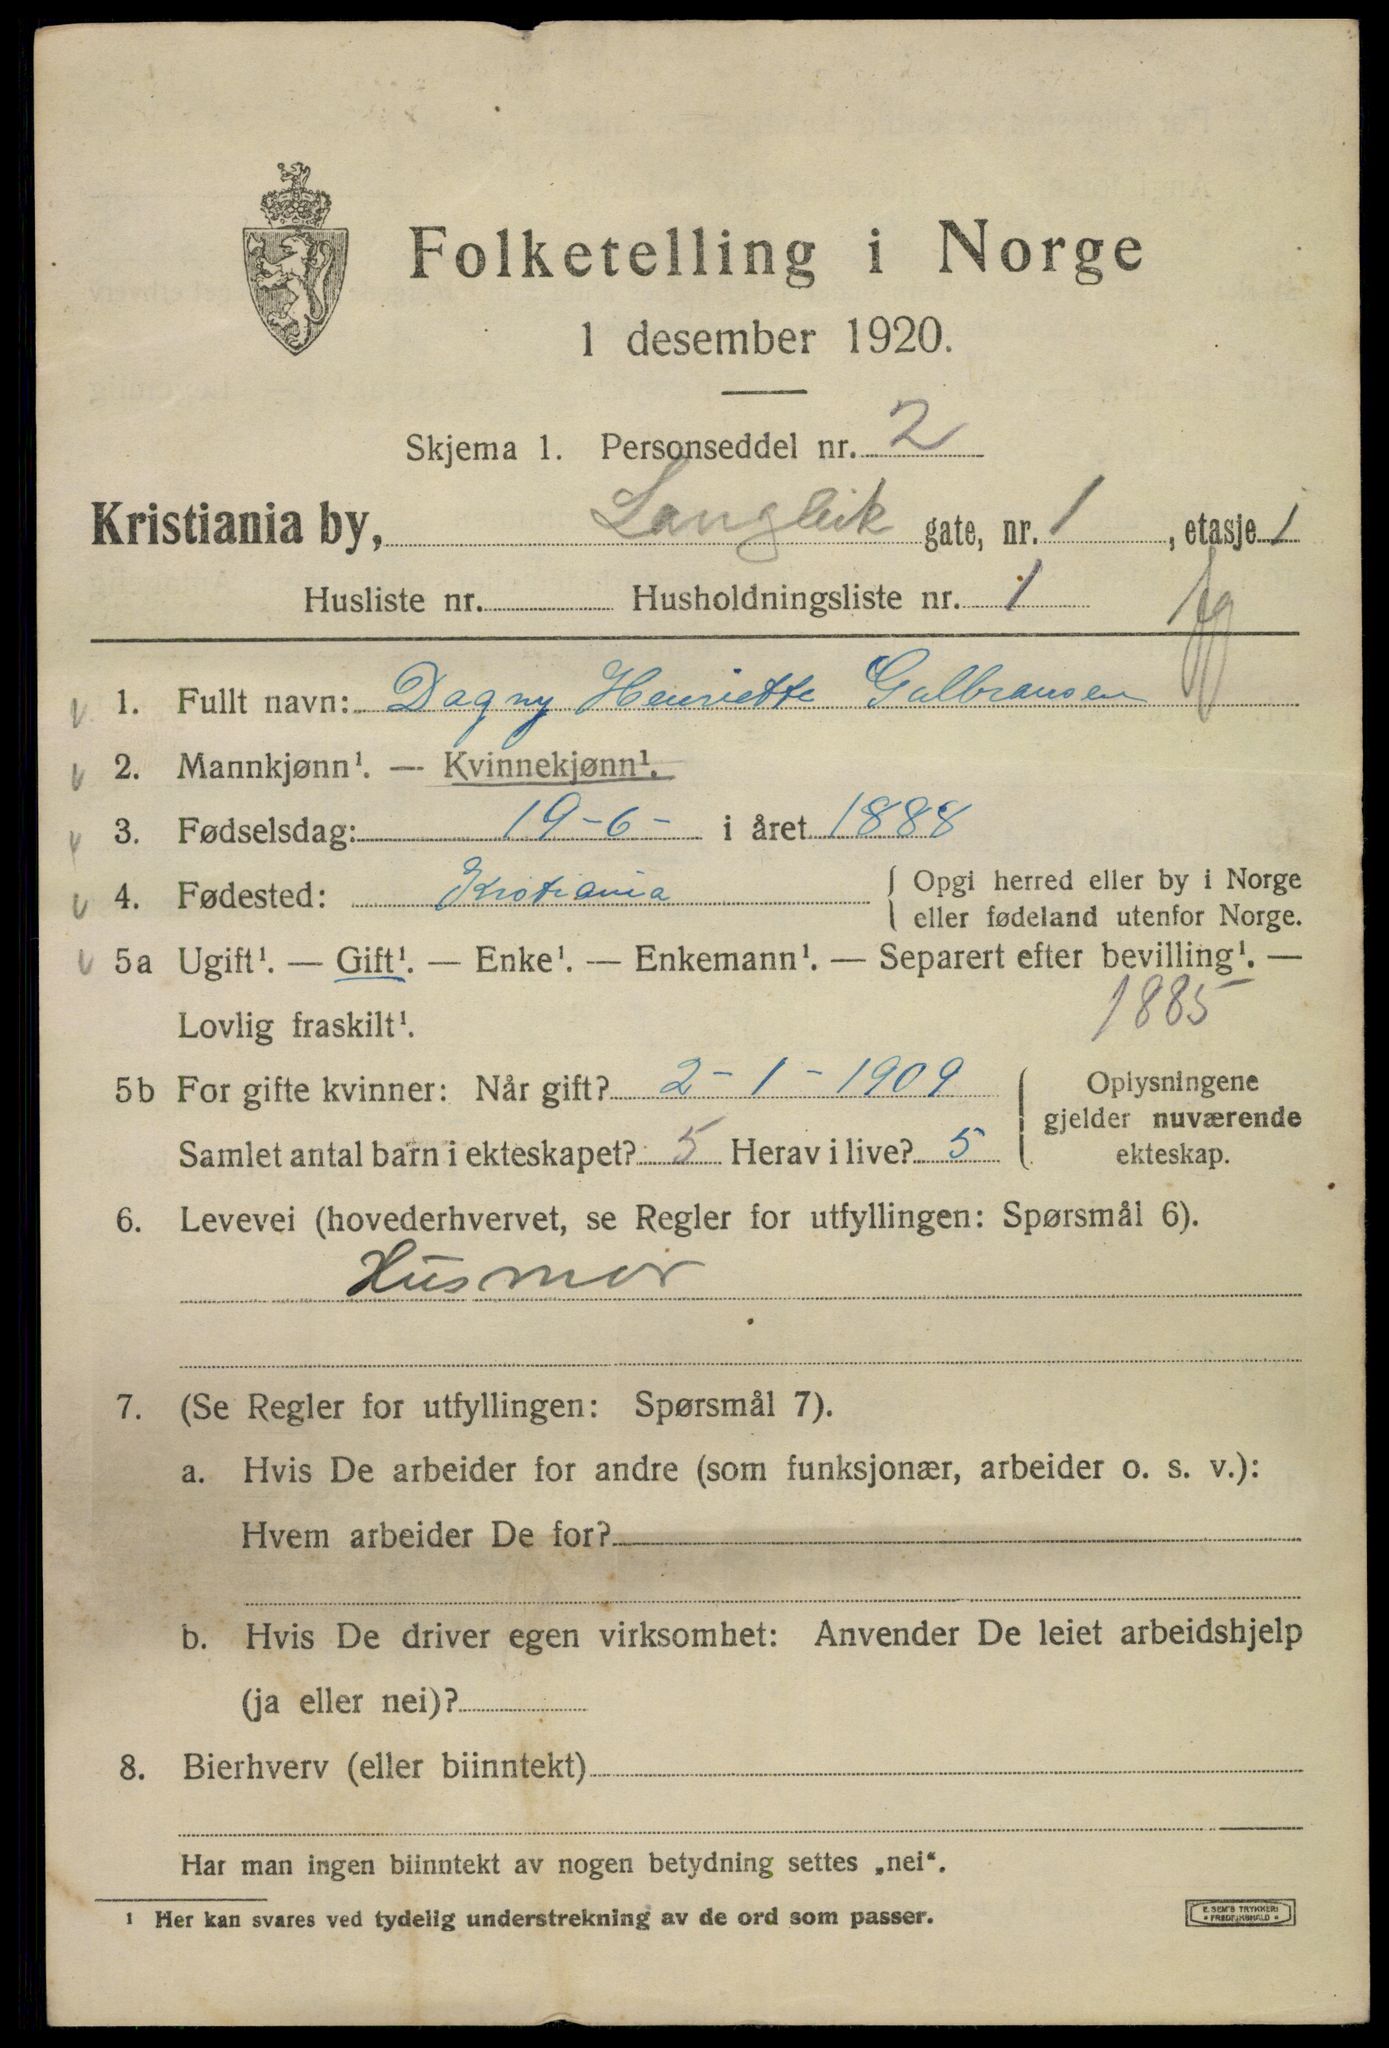 Folketelling i Norge
1 desember 1920.
Skjema 1. Personseddel nr. 2
Kristiania by, Langleik gate, nr. 1, etasje 1
Husliste nr. Husholdningsliste nr. 1
1. Fullt navn: Dagny Henriette Gulbransen
2. Mannkjønn¹. — Kvinnekjønn¹.
3. Fødselsdag: 19-6- i året 1888
4. Fødested: Kristiania { Opgi herred eller by i Norge
eller fødeland utenfor Norge.
5a Ugift¹. — Gift¹. — Enke¹. — Enkemann¹. — Separert efter bevilling¹. —
Lovlig fraskilt¹. 1885
5b For gifte kvinner: Når gift? 2-1-1909
Samlet antal barn i ekteskapet? 5 Herav i live? 5
{ Oplysningene
gjelder nuværende
ekteskap.
6. Levevei (hovederhvervet, se Regler for utfyllingen: Spørsmål 6).
Husmor
7. (Se Regler for utfyllingen: Spørsmål 7).
a. Hvis De arbeider for andre (som funksjonær, arbeider o. s. v.):
Hvem arbeider De for?
b. Hvis De driver egen virksomhet: Anvender De leiet arbeidshjelp
(ja eller nei)?
8. Bierhverv (eller biinntekt)
Har man ingen biinntekt av nogen betydning settes „nei“.
¹ Her kan svares ved tydelig understrekning av de ord som passer.
E. SEM'S TRYKKERI
* FREDRIKSHALD *